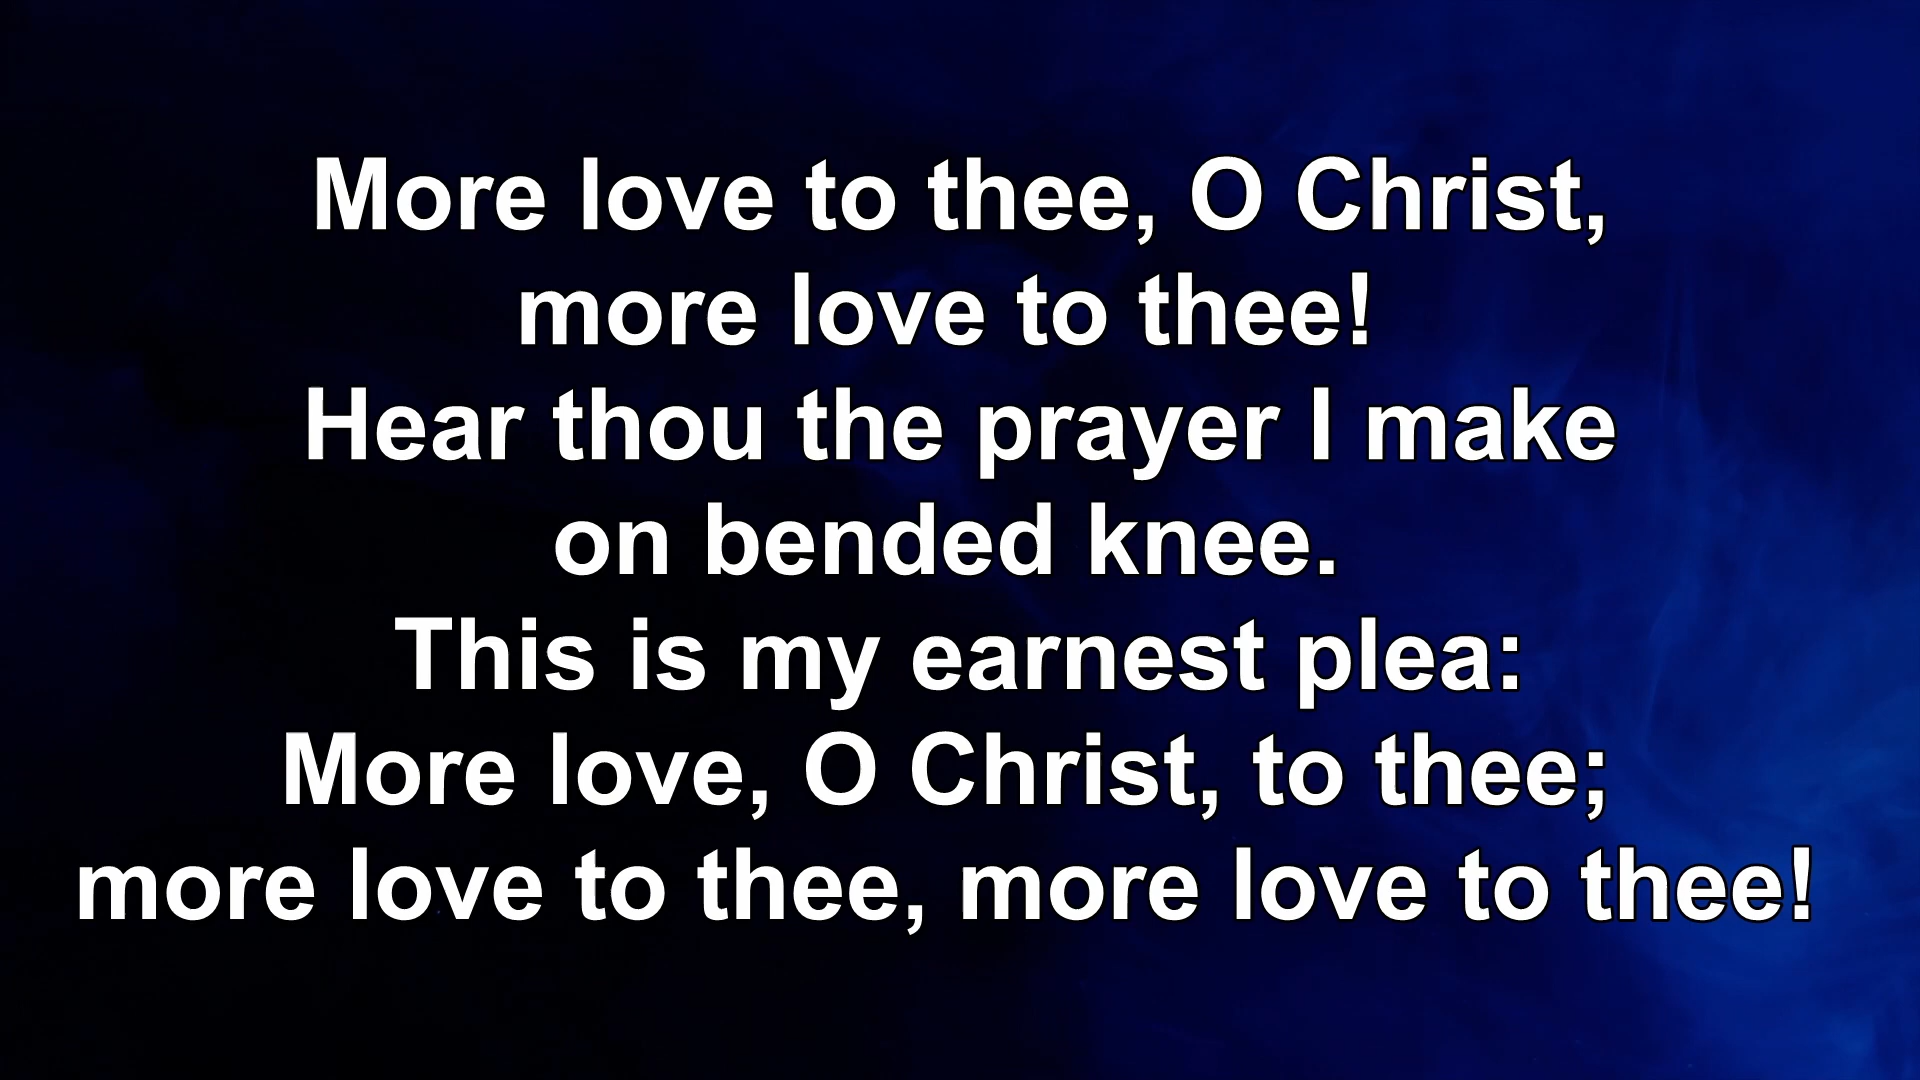 More love to thee, O Christ,
more love to thee!
Hear thou the prayer I make
on bended knee.
This is my earnest plea:
More love, O Christ, to thee;
more love to thee, more love to thee!